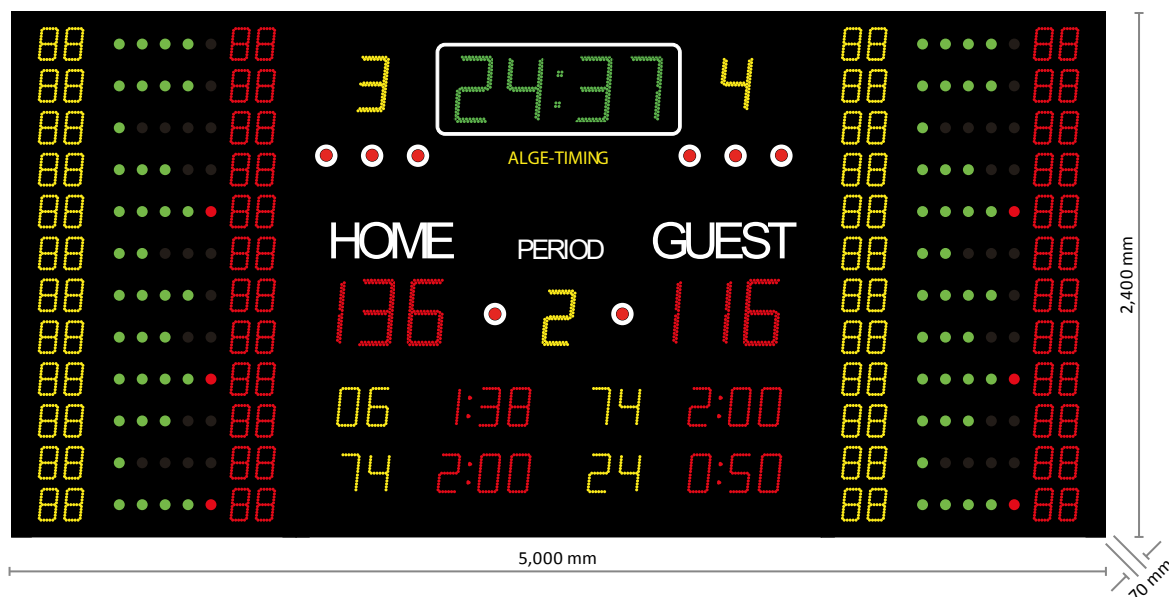 88 88 3 24:37 4 88 88
88 88 88 88
88 88 88 88
88 88 ALGE-TIMING 88 88
88 88 88 88
88 88 HOME PERIOD GUEST 88 88
88 88 136 2 116 88 88
88 88 88 88
88 88 06 1:38 74 2:00 88 88
88 88 88 88
88 88 74 2:00 24 0:50 88 88
88 88 88 88
2,400 mm
5,000 mm
70 mm